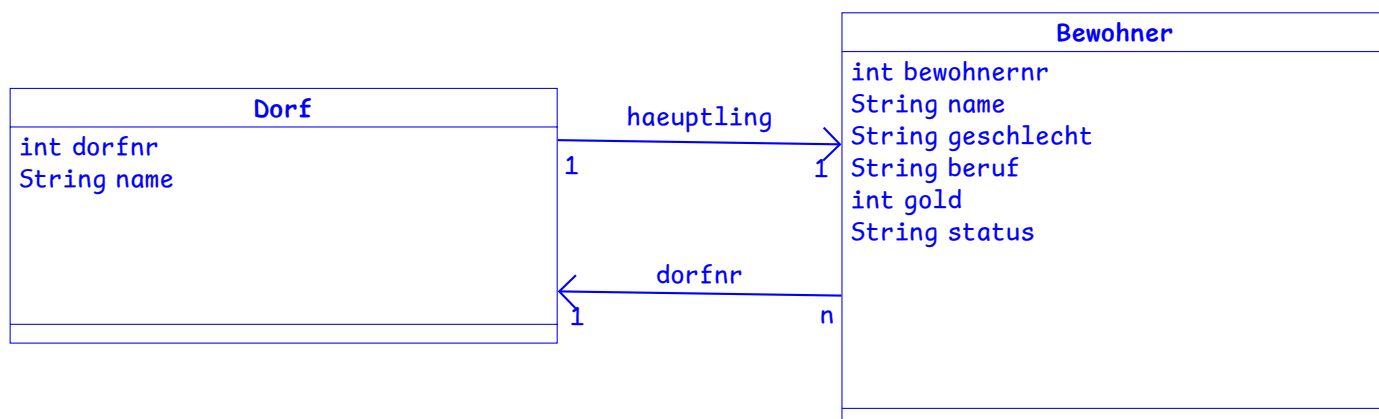 Dorf
int dorfnr
String name
haeuptling
1
1
dorfnr
1
n
Bewohner
int bewohnernr
String name
String geschlecht
String beruf
int gold
String status